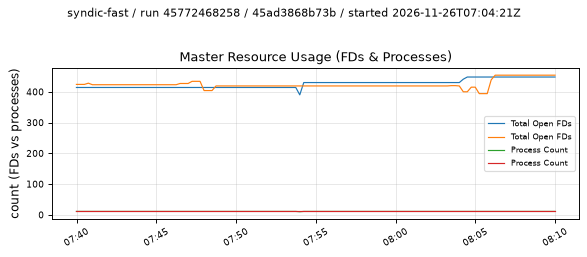 syndic-fast / run 45772468258 / 45ad3868b73b / started 2026-11-26T07:04:21Z
Master Resource Usage (FDs & Processes)
count (FDs vs processes)
400
300
200
100
0
Total Open FDs
Total Open FDs
Process Count
Process Count
07:40
07:45
07:50
07:55
08:00
08:05
08:10